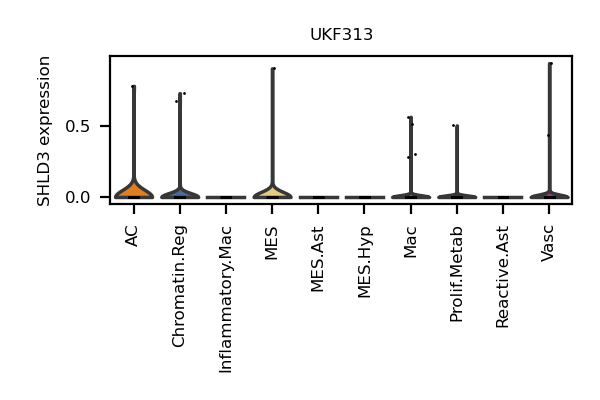 UKF313
SHLD3 expression
0.5
0.0
AC
Chromatin.Reg
Inflammatory.Mac
MES
MES.Ast
MES.Hyp
Mac
Prolif.Metab
Reactive.Ast
Vasc